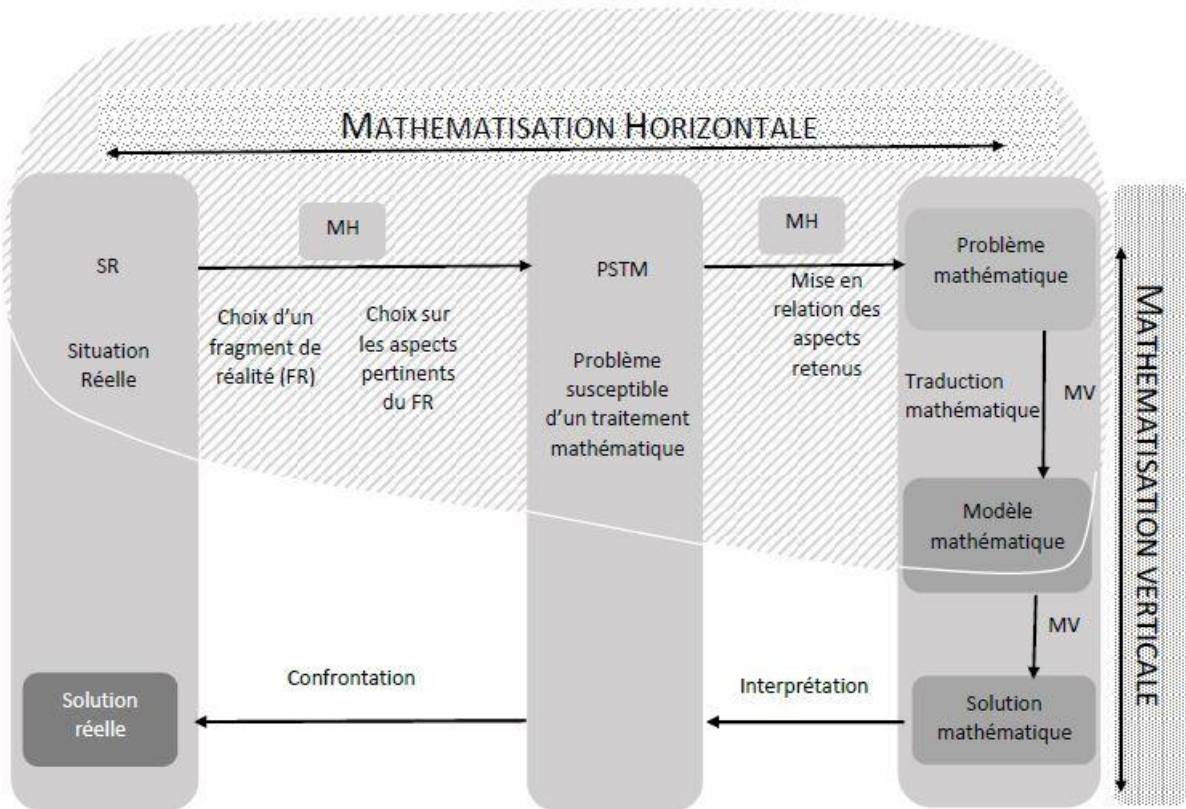 MATHEMATISATION HORIZONTALE
MH
MH
SR
PSTM
Problème
mathématique
Choix d'un
fragment de
réalité (FR)
Choix sur
les aspects
pertinents
du FR
Mise en
relation des
aspects
retenus
Situation
Réelle
Problème
susceptible
d'un traitement
mathématique
Traduction
mathématique
MV
MATHEMATISATION VERTICALE
Modèle
mathématique
MV
Confrontation
Interprétation
Solution
réelle
Solution
mathématique